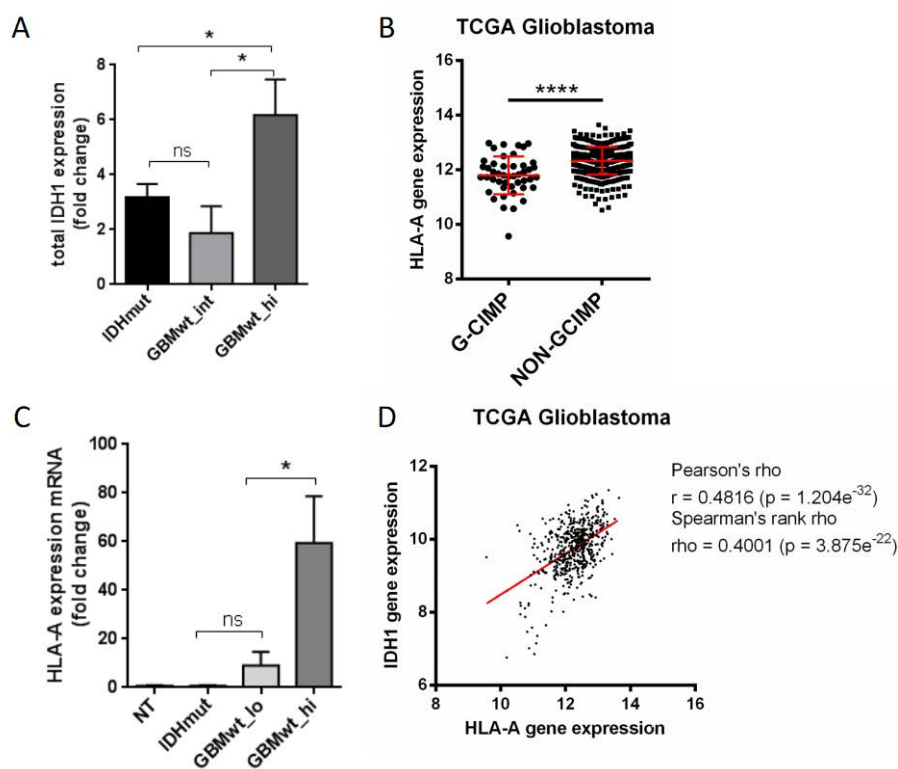 A
*
*
ns
8
6
4
2
0
total IDH1 expression
(fold change)
IDHmut
GBMwt_int
GBMwt_hi
B
TCGA Glioblastoma
****
16
14
12
10
8
HLA-A gene expression
G-CIMP
NON-GCIMP
C
*
ns
100
80
60
40
20
0
HLA-A expression mRNA
(fold change)
NT
IDHmut
GBMwt_lo
GBMwt_hi
D
TCGA Glioblastoma
Pearson's rho
r = 0.4816 (p = 1.204e-32)
Spearman's rank rho
rho = 0.4001 (p = 3.875e-22)
12
10
8
6
IDH1 gene expression
8 10 12 14 16
HLA-A gene expression